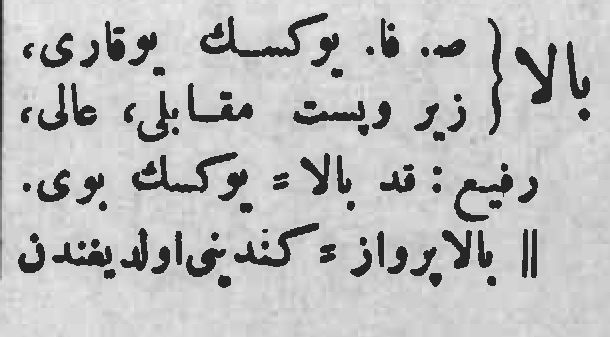 بالا { ص. فا. يوكسك يوقارى،
زير وپست مقابلى، عالى،
رفيع : قد بالا = يوكسك بوى.
|| بالاپرواز = كندينى اولديغندن